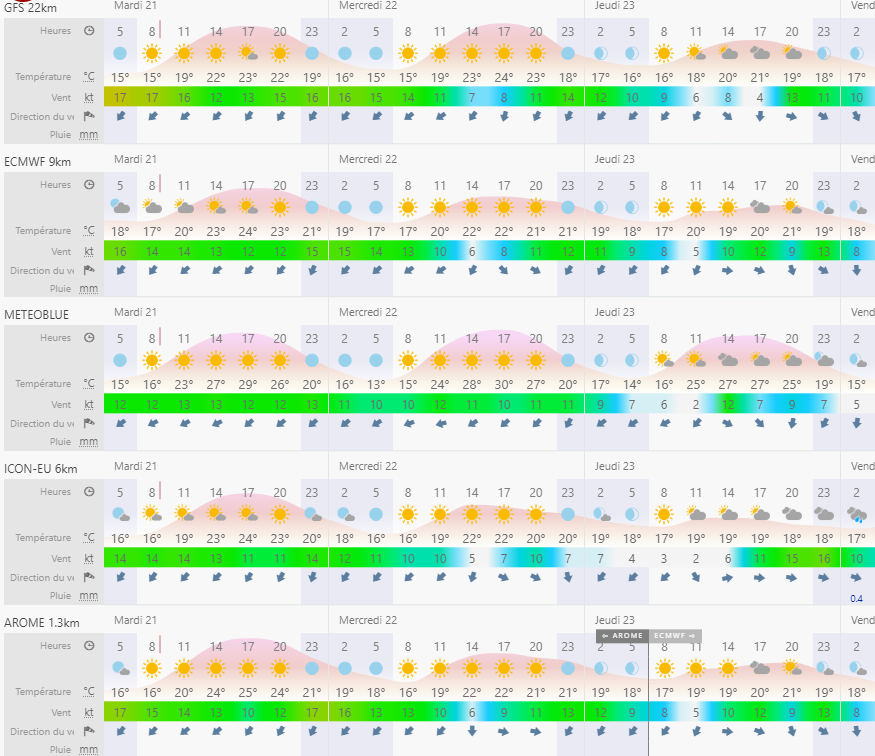 GFS 22km
Mardi 21 Mercredi 22 Jeudi 23 Vend
Heures 5 8 11 14 17 20 23 2 5 8 11 14 17 20 23 2 5 8 11 14 17 20 23 2
Température °C 15° 15° 19° 22° 23° 22° 19° 16° 15° 19° 22° 23° 24° 23° 18° 17° 16° 16° 18° 20° 21° 19° 18° 17°
Vent kt 17 17 16 12 13 15 16 16 15 14 11 7 8 11 14 12 10 9 6 8 4 13 11 10
Direction du ve
Pluie mm
ECMWF 9km
Mardi 21 Mercredi 22 Jeudi 23 Vend
Heures 5 8 11 14 17 20 23 2 5 8 11 14 17 20 23 2 5 8 11 14 17 20 23 2
Température °C 18° 17° 20° 23° 24° 23° 21° 19° 17° 17° 20° 22° 22° 22° 21° 19° 18° 17° 18° 19° 20° 21° 19° 18°
Vent kt 16 14 14 13 12 12 15 15 14 13 10 6 8 11 12 11 9 8 5 10 12 9 13 8
Direction du ve
Pluie mm
METEOBLUE
Mardi 21 Mercredi 22 Jeudi 23 Vend
Heures 5 8 11 14 17 20 23 2 5 8 11 14 17 20 23 2 5 8 11 14 17 20 23 2
Température °C 15° 16° 23° 27° 29° 26° 20° 16° 13° 15° 24° 28° 30° 27° 20° 17° 14° 16° 25° 27° 27° 25° 19° 15°
Vent kt 12 12 13 13 12 12 13 11 10 10 12 11 10 11 11 9 7 6 2 12 7 9 7 5
Direction du ve
Pluie mm
ICON-EU 6km
Mardi 21 Mercredi 22 Jeudi 23 Vend
Heures 5 8 11 14 17 20 23 2 5 8 11 14 17 20 23 2 5 8 11 14 17 20 23 2
Température °C 16° 16° 20° 23° 24° 23° 20° 18° 16° 16° 19° 22° 22° 21° 20° 18° 17° 17° 19° 19° 19° 18° 18° 17°
Vent kt 14 14 14 13 11 11 14 12 11 10 10 5 7 10 7 7 4 3 2 6 11 15 16 10
Direction du ve
Pluie mm 0.4
AROME 1.3km
Mardi 21 Mercredi 22 Jeudi 23 Vend
⇐ AROME ECMWF ⇒
Heures 5 8 11 14 17 20 23 2 5 8 11 14 17 20 23 2 5 8 11 14 17 20 23 2
Température °C 16° 16° 20° 24° 25° 24° 21° 19° 18° 16° 19° 22° 22° 21° 21° 19° 18° 17° 19° 19° 20° 21° 19° 18°
Vent kt 17 15 14 13 10 12 17 16 13 13 10 6 9 11 13 12 9 8 5 10 12 9 13 8
Direction du ve
Pluie mm